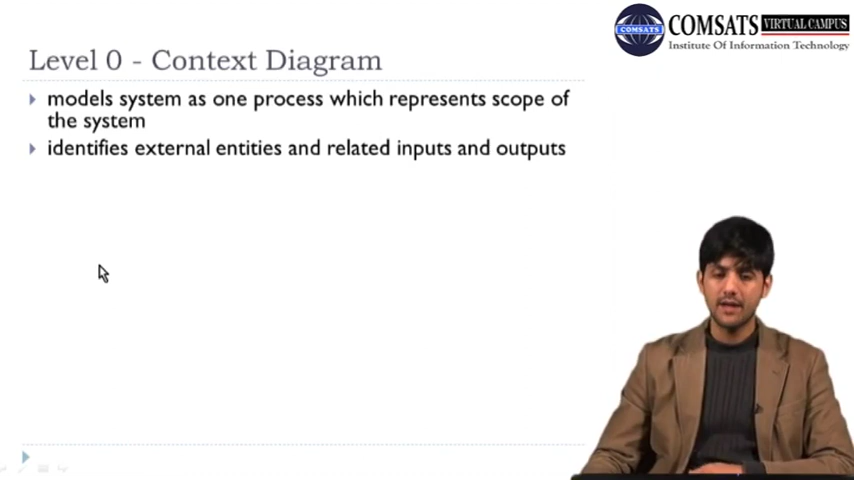 COMSATS VIRTUAL CAMPUS
COMSATS
Institute Of Information Technology
Level 0 - Context Diagram
models system as one process which represents scope of
the system
identifies external entities and related inputs and outputs